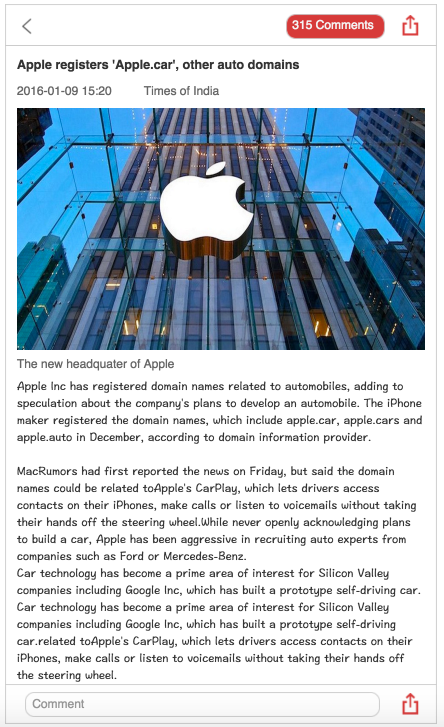 315 Comments
Apple registers 'Apple.car', other auto domains
2016-01-09 15:20 Times of India
The new headquater of Apple
Apple Inc has registered domain names related to automobiles, adding to
speculation about the company's plans to develop an automobile. The iPhone
maker registered the domain names, which include apple.car, apple.cars and
apple.auto in December, according to domain information provider.
MacRumors had first reported the news on Friday, but said the domain
names could be related toApple's CarPlay, which lets drivers access
contacts on their iPhones, make calls or listen to voicemails without taking
their hands off the steering wheel.While never openly acknowledging plans
to build a car, Apple has been aggressive in recruiting auto experts from
companies such as Ford or Mercedes-Benz.
Car technology has become a prime area of interest for Silicon Valley
companies including Google Inc, which has built a prototype self-driving car.
Car technology has become a prime area of interest for Silicon Valley
companies including Google Inc, which has built a prototype self-driving
car.related toApple's CarPlay, which lets drivers access contacts on their
iPhones, make calls or listen to voicemails without taking their hands off
the steering wheel.
Comment